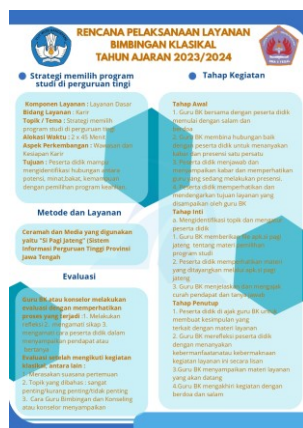 RENCANA PELAKSANAAN LAYANAN
BIMBINGAN KLASIKAL
TAHUN AJARAN 2023/2024
Strategi memilih program
studi di perguruan tinggi
Komponen Layanan : Layanan Dasar
Bidang Layanan : Karir
Topik / Tema : Strategi memilih
program studi di perguruan tinggi
Alokasi Waktu : 2 x 45 Menit
Aspek Perkembangan : Wawasan dan
Kesiapan Karir
Tujuan : Peserta didik mampu
mengidentifikasi hubungan antara
potensi, minat,bakat, kemampuan
dengan pemilihan program keahlian.
Metode dan Layanan
Ceramah dan Media yang digunakan
yaitu "Si Pagi Jateng" (Sistem
Informasi Perguruan Tinggi Provinsi
Jawa Tengah
Evaluasi
Guru BK atau konselor melakukan
evaluasi dengan memperhatikan
proses yang terjadi :1. Melakukan
refleksi 2. mengamati sikap 3.
mengamati cara peserta didik dalam
menyampaikan pendapat atau
bertanya
Evaluasi setelah mengikuti kegiatan
klasikal, antara lain :
1. Merasakan suasana pertemuan
2. Topik yang dibahas : sangat
penting/kurang penting/tidak penting
3. Cara Guru Bimbingan dan Konseling
atau konselor menyampaikan
Tahap Kegiatan
Tahap Awal
1. Guru BK bersama dengan peserta didik
memulai dengan salam dan
berdoa
2. Guru BK membina hubungan baik
dengan peserta didik untuk menanyakan
kabar dan presensi satu persatu
3. Peserta didik menjawab dan
menyampaikan kabar dan memperhatikan
guru yang sedang melakukan presensi.
4. Peserta didik memperhatikan dan
mendengarkan tujuan layanan yang
disampaikan oleh guru BK
Tahap Inti
a. Mengidentifikasi topik dan
peserta didik
1. Guru BK memberikan
jateng, tentang materi pemilihan
program studi
2. Peserta didik memperhatikan materi
yang ditayangkan melalui
jateng
3. Guru BK menjelaskan dan mengajak
curah pendapat dan tanya jawab
Tahap Penutup
1. Peserta didik di ajak guru BK untuk
membuat kesimpulan yang
terkait dengan materi layanan
2. Guru BK merefleksi peserta didik
dengan menanyakan
kebermanfaatan/ketidakbermaknaan
kegiatan layanan ini secara lisan
3.Guru BK menyampaikan materi layanan
yang akan datang
4. Guru BK mengakhiri kegiatan dengan
berdoa dan salam